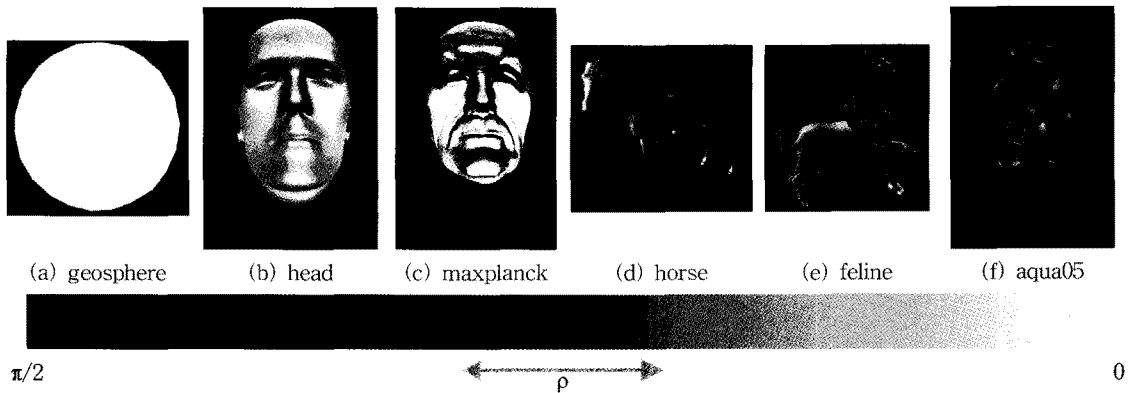 (a) geosphere (b) head (c) maxplanck (d) horse (e) feline (f) aqua05
π/2 ρ 0